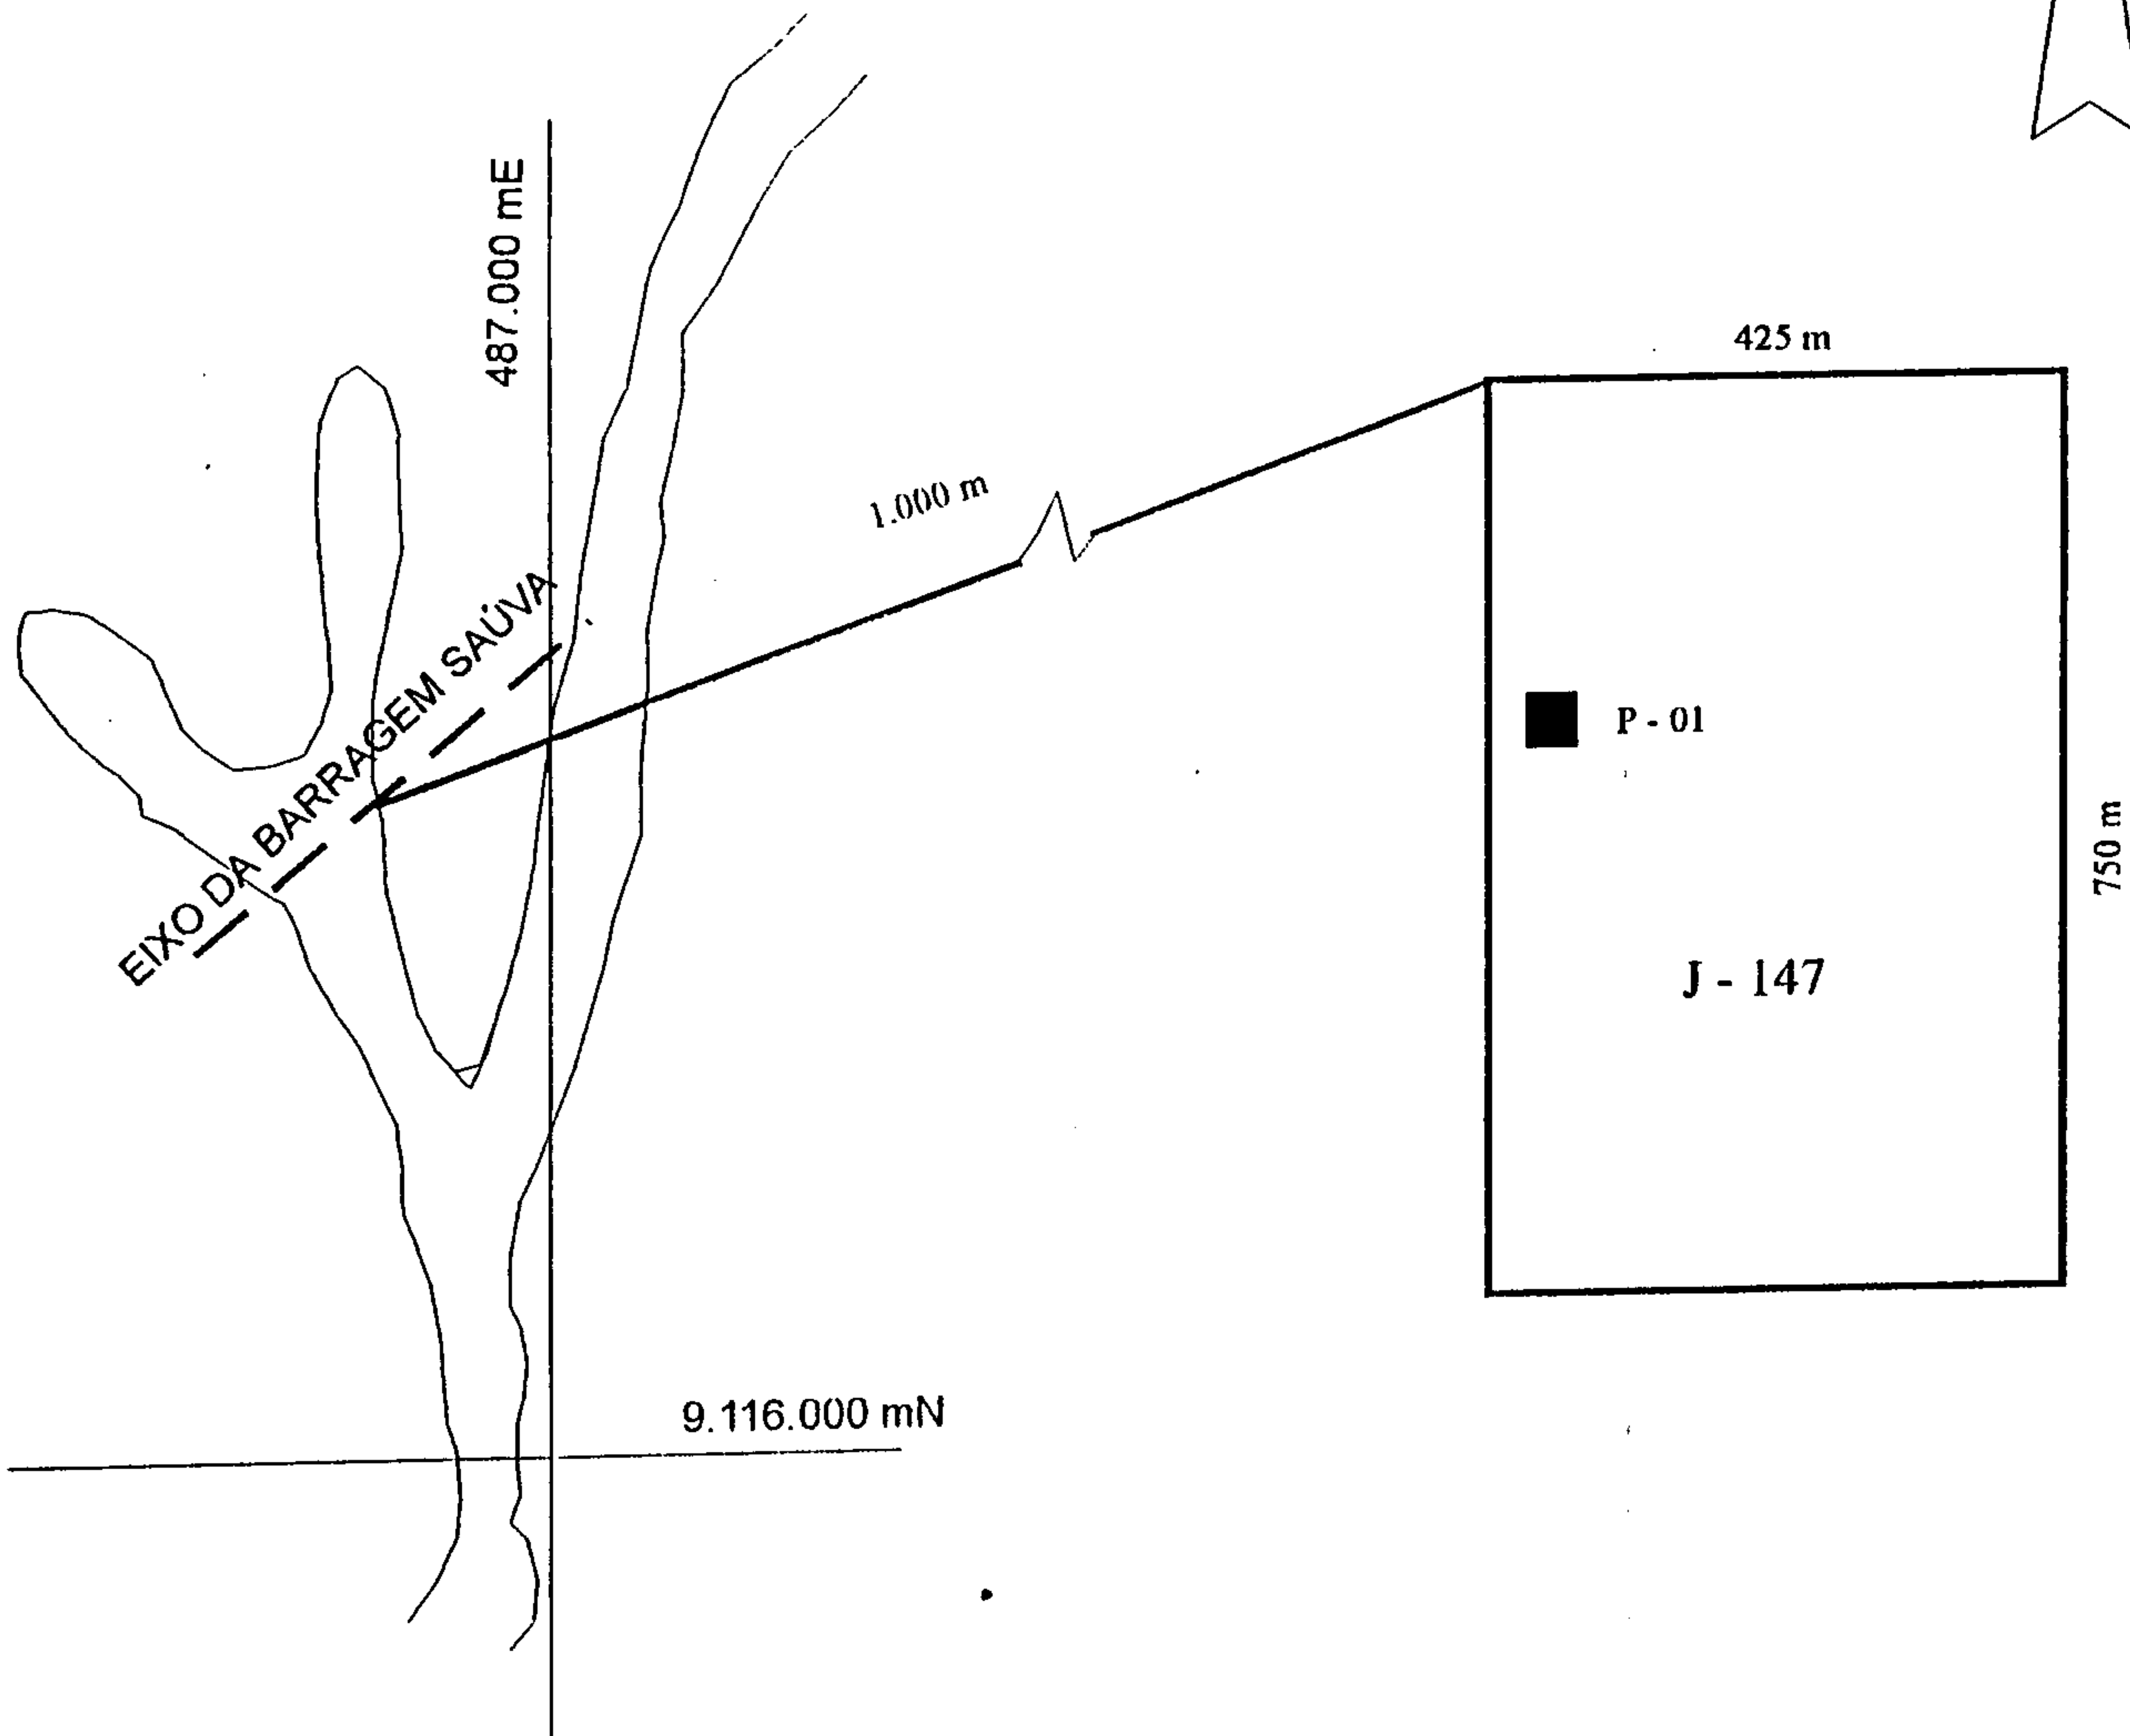 487.000 mE
425 m
1.000 m
EIXO DA BARRAGEM SAÚVA
P - 01
750 m
J - 147
9.116.000 mN